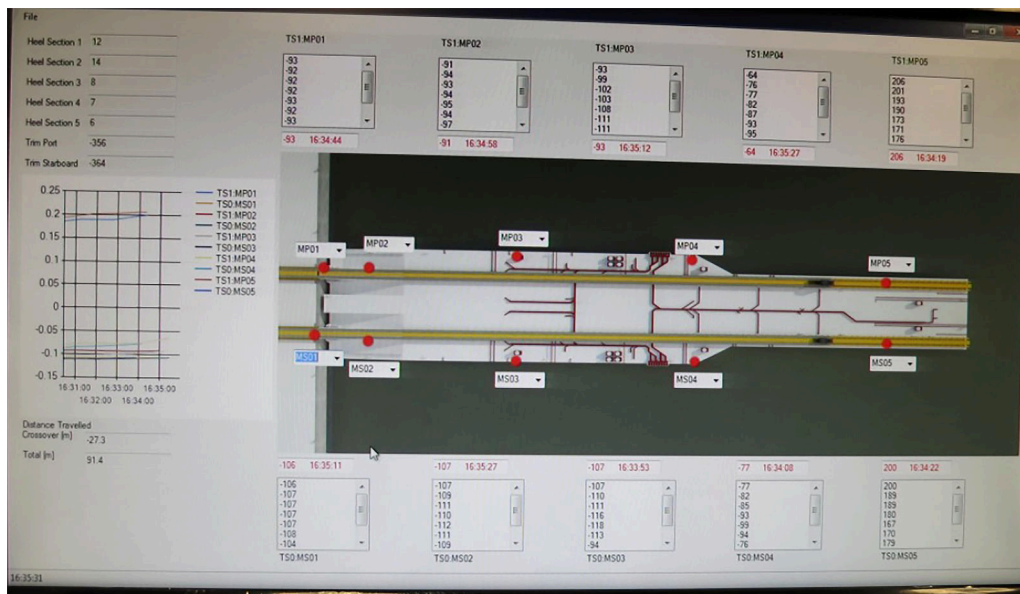 File
Heel Section 1 12
Heel Section 2 14
Heel Section 3 8
Heel Section 4 7
Heel Section 5 6
Trim Port -356
Trim Starboard -364
TS1:MP01
-93
-92
-92
-92
-93
-92
-93
-93 16:34:44
TS1:MP02
-91
-94
-93
-94
-95
-94
-97
-91 16:34:58
TS1:MP03
-93
-99
-102
-103
-108
-111
-111
-93 16:35:12
TS1:MP04
-64
-76
-77
-82
-87
-93
-95
-64 16:35:27
TS1:MP05
206
201
193
190
173
171
176
206 16:34:19
0.25
0.2
0.15
0.1
0.05
0
-0.05
-0.1
-0.15
16:31:00 16:33:00 16:35:00
16:32:00 16:34:00
TS1:MP01
TS0:MS01
TS1:MP02
TS0:MS02
TS1:MP03
TS0:MS03
TS1:MP04
TS0:MS04
TS1:MP05
TS0:MS05
MP01
MP02
MP03
MP04
MP05
MS01
MS02
MS03
MS04
MS05
Distance Travelled
Crossover [m] -27.3
Total [m] 91.4
-106 16:35:11
-106
-107
-107
-107
-107
-108
-104
TS0:MS01
-107 16:35:27
-107
-109
-111
-110
-112
-111
-109
TS0:MS02
-107 16:33:53
-107
-110
-111
-116
-118
-113
-94
TS0:MS03
-77 16:34:08
-77
-82
-85
-93
-99
-94
-76
TS0:MS04
200 16:34:22
200
189
189
180
167
170
179
TS0:MS05
16:35:31